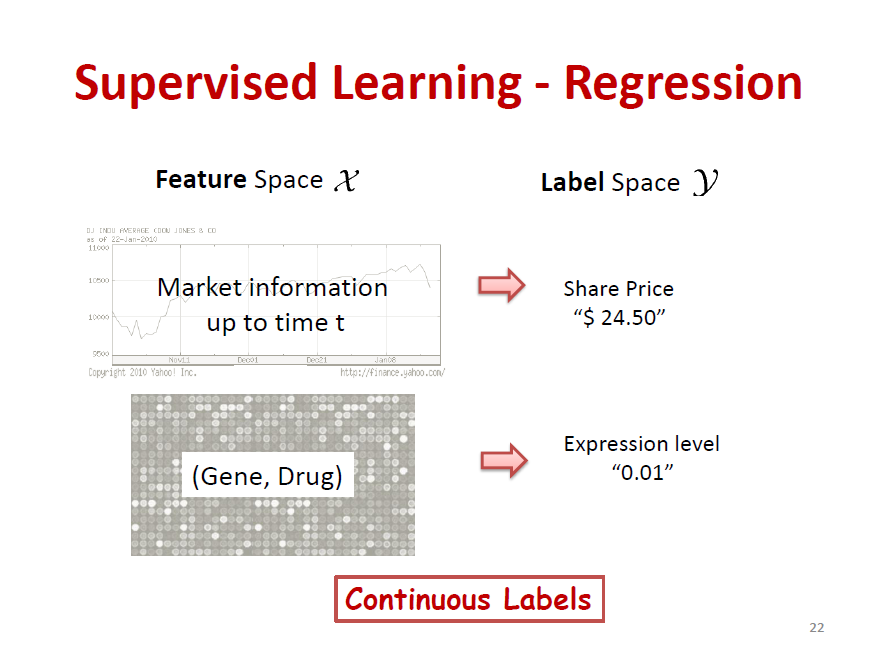 Supervised Learning - Regression
Feature Space 𝒳
Label Space 𝒴
DJ INDU AVERAGE (DOW JONES & CO
as of 22-Jan-2010
11000
10500
10000
9500
Market information
up to time t
Nov11 Dec01 Dec21 Jan08
Copyright 2010 Yahoo! Inc. http://finance.yahoo.com/
Share Price
“$ 24.50”
(Gene, Drug)
Expression level
“0.01”
Continuous Labels
22